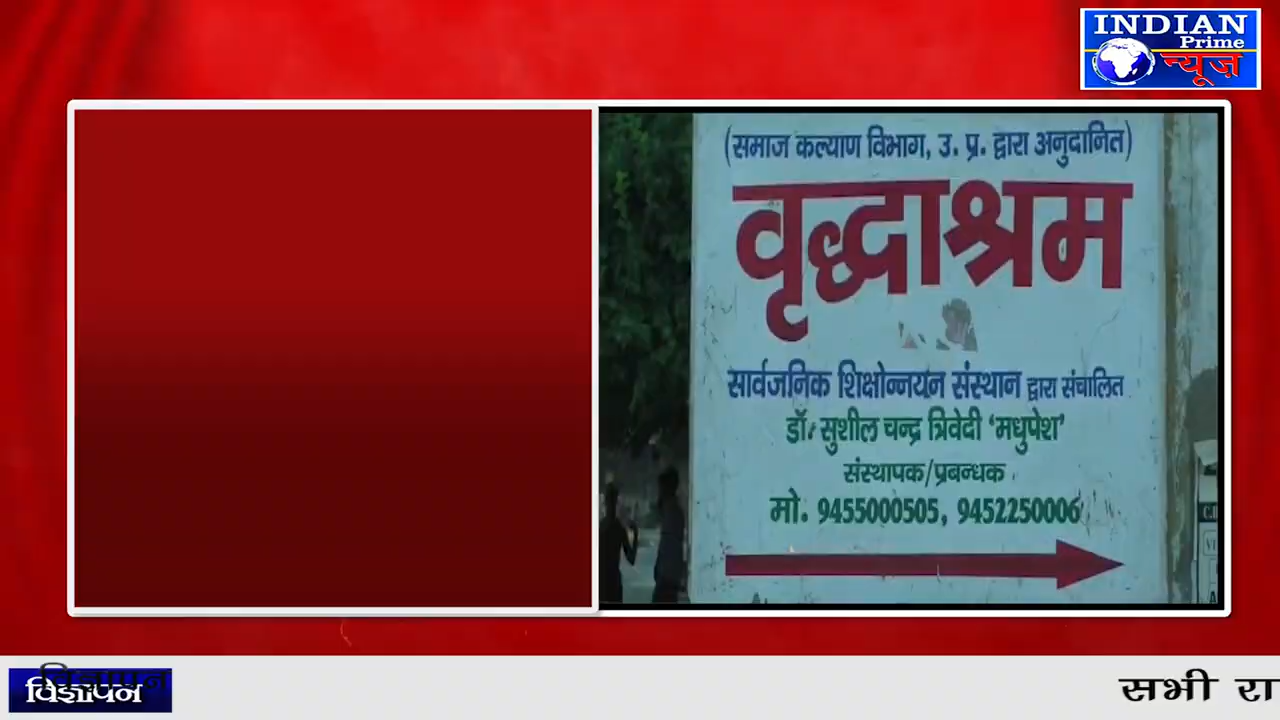 INDIAN
Prime
न्यूज़
(समाज कल्याण विभाग, उ. प्र. द्वारा अनुदानित)
वृद्धाश्रम
सार्वजनिक शिक्षोन्नयन संस्थान द्वारा संचालित
डॉ. सुशील चन्द्र त्रिवेदी ‘मधुपेश’
संस्थापक/प्रबन्धक
मो. 9455000505, 9452250006
विज्ञापन
सभी रा